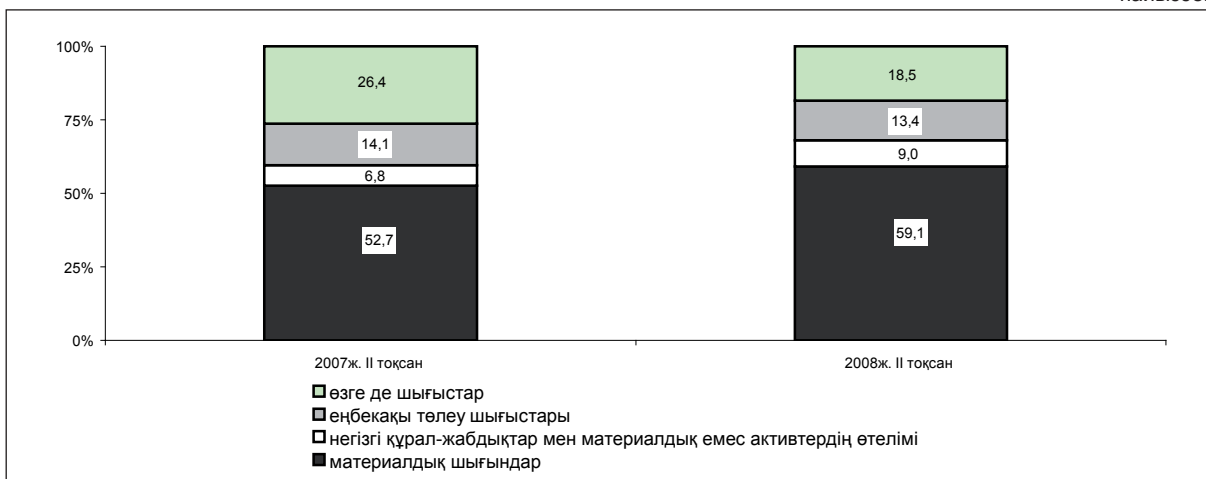 100%
75%
50%
25%
0%
26,4
14,1
6,8
52,7
18,5
13,4
9,0
59,1
2007ж. II тоқсан
2008ж. II тоқсан
өзге де шығыстар
еңбекақы төлеу шығыстары
негізгі құрал-жабдықтар мен материалдық емес активтердің өтелімі
материалдық шығындар